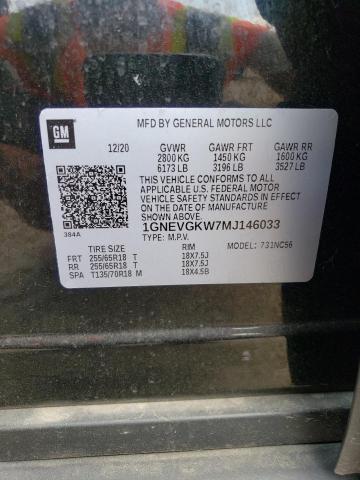 GM
MFD BY GENERAL MOTORS LLC
12/20 GVWR GAWR FRT GAWR RR
2800 KG 1450 KG 1600 KG
6173 LB 3196 LB 3527 LB
THIS VEHICLE CONFORMS TO ALL
APPLICABLE U.S. FEDERAL MOTOR
VEHICLE SAFETY STANDARDS IN EFFECT
ON THE DATE OF MANUFACTURE
SHOWN ABOVE.
1GNEVGKW7MJ146033
384A TYPE: M.P.V. MODEL: 731NC56
TIRE SIZE RIM
FRT 255/65R18 T 18X7.5J
RR 255/65R18 T 18X7.5J
SPA T135/70R18 M 18X4.5B